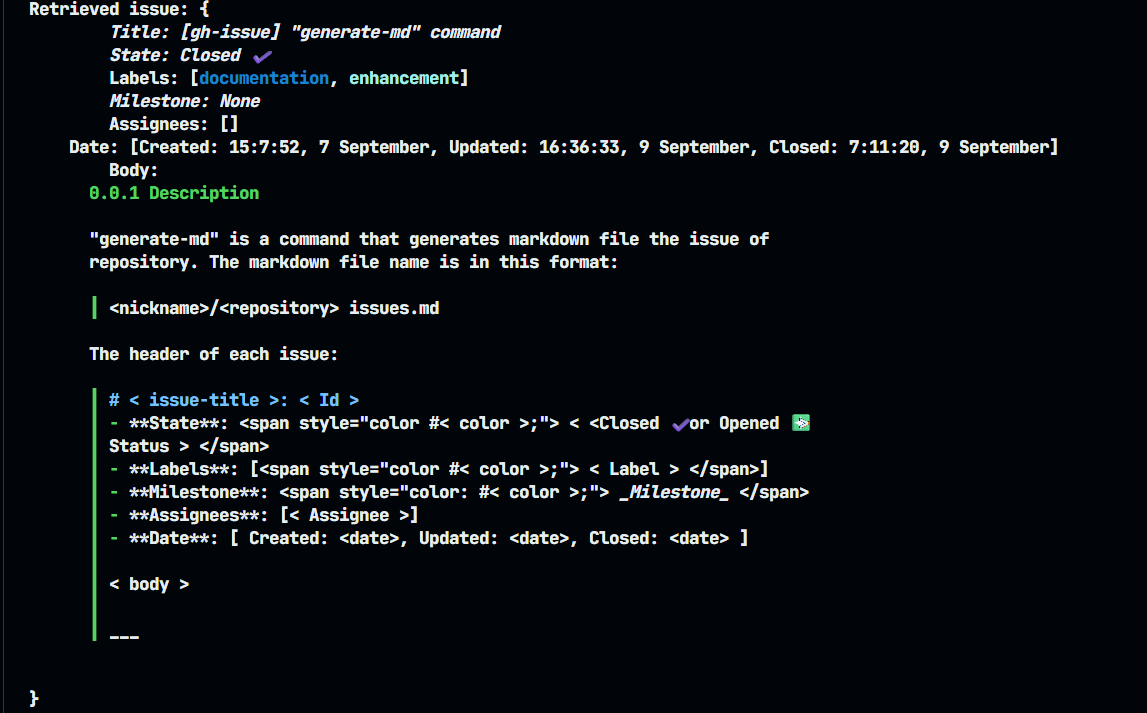 Retrieved issue: {
Title: [gh-issue] "generate-md" command
State: Closed ✔
Labels: [documentation, enhancement]
Milestone: None
Assignees: []
Date: [Created: 15:7:52, 7 September, Updated: 16:36:33, 9 September, Closed: 7:11:20, 9 September]
Body:
0.0.1 Description
"generate-md" is a command that generates markdown file the issue of
repository. The markdown file name is in this format:
<nickname>/<repository> issues.md
The header of each issue:
# < issue-title >: < Id >
- **State**: <span style="color #< color >;"> < <Closed ✔or Opened
Status > </span>
- **Labels**: [<span style="color #< color >;"> < Label > </span>]
- **Milestone**: <span style="color: #< color >;"> _Milestone_ </span>
- **Assignees**: [< Assignee >]
- **Date**: [ Created: <date>, Updated: <date>, Closed: <date> ]
< body >
---
}